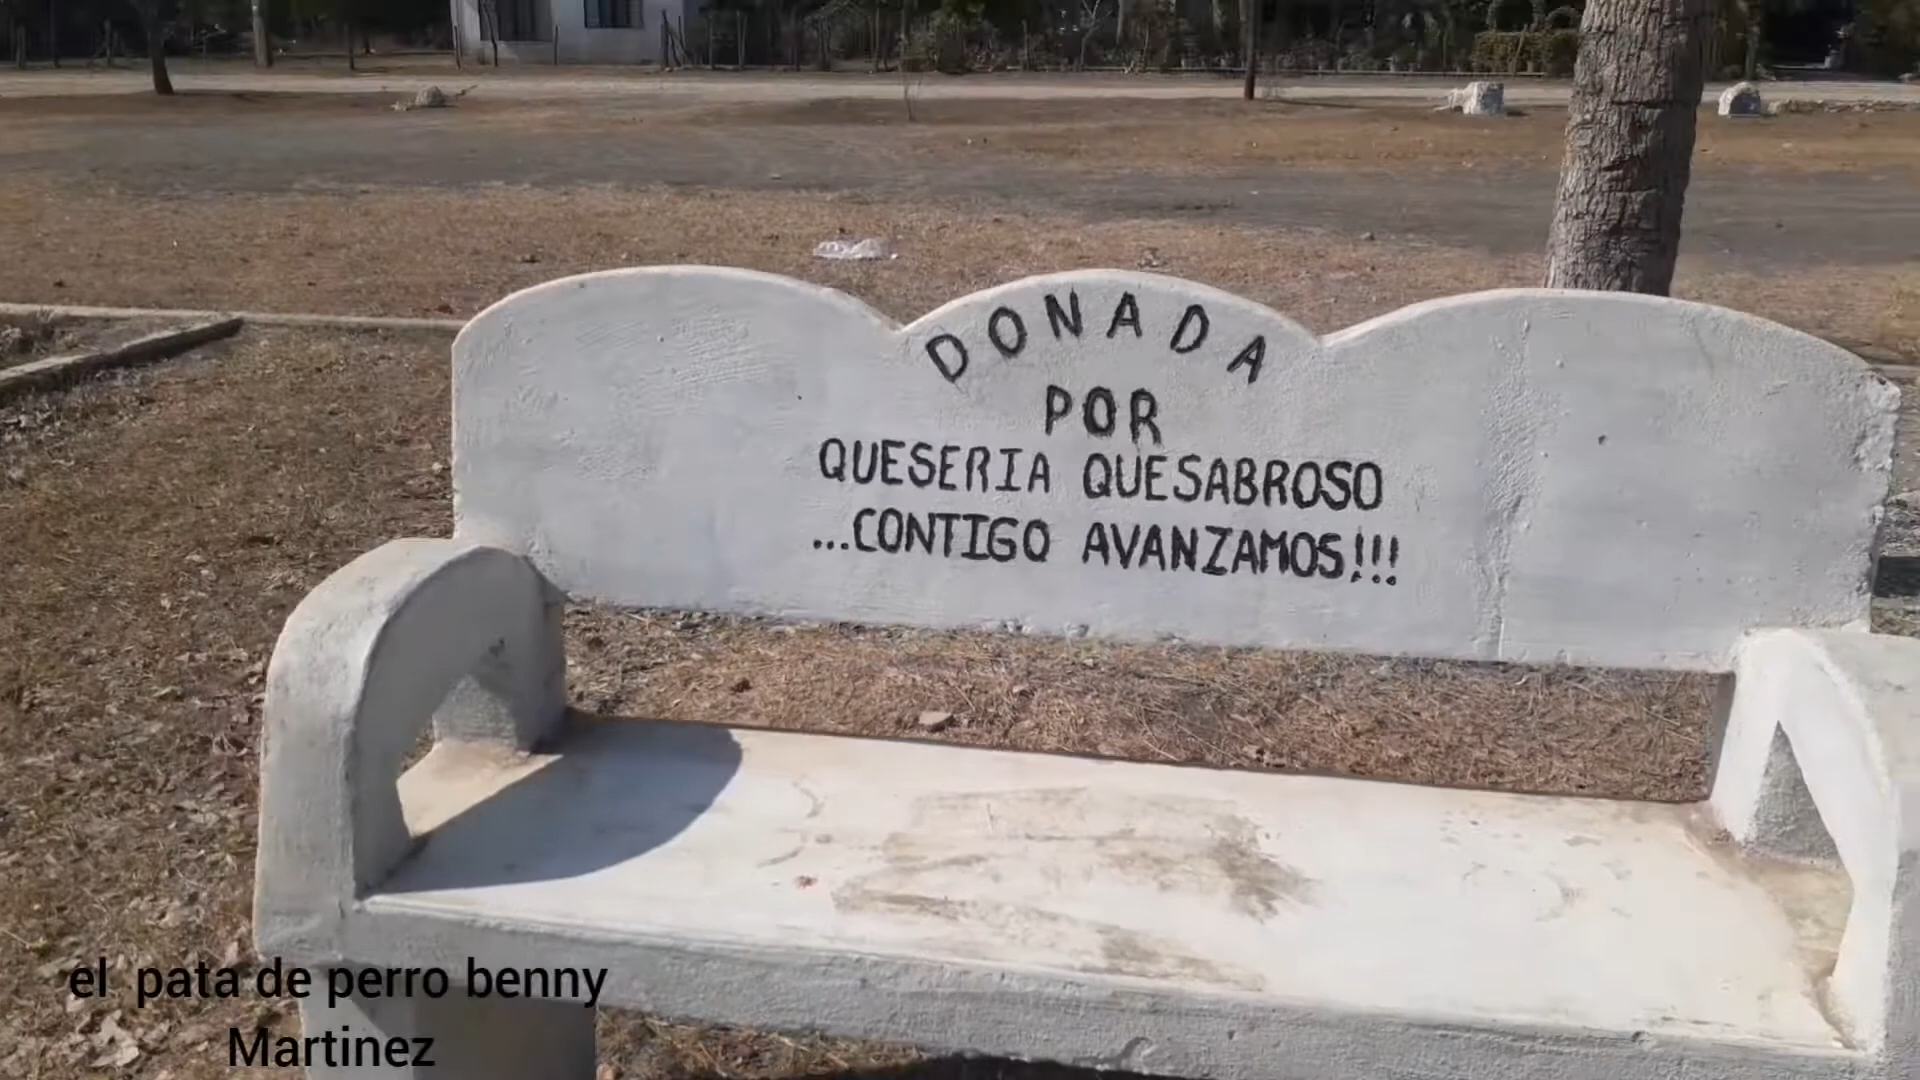 DONADA
POR
QUESERIA QUESABROSO
...CONTIGO AVANZAMOS!!!
el pata de perro benny
Martinez